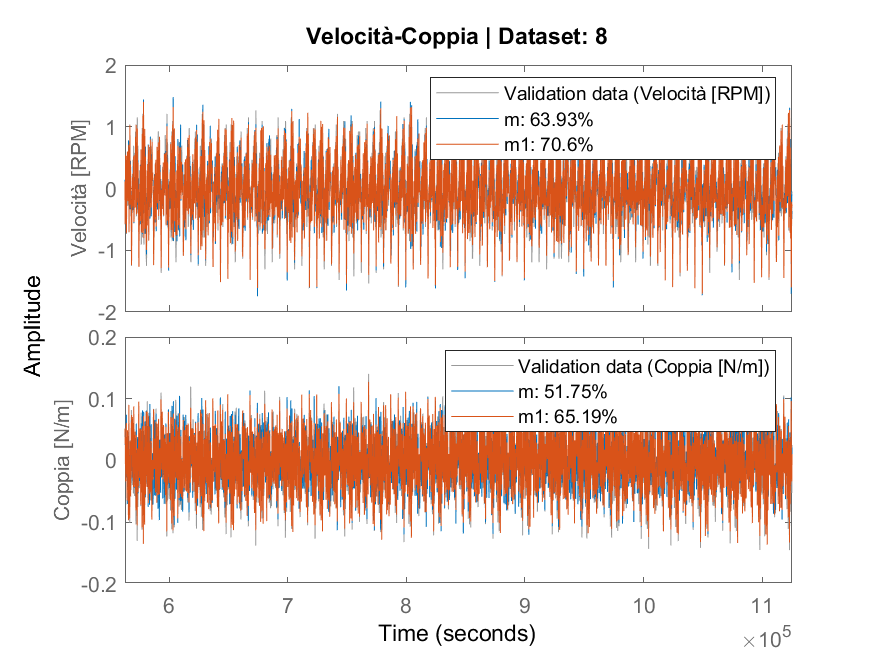 Velocità-Coppia | Dataset: 8
Amplitude
Velocità [RPM]
2
1
0
-1
-2
Validation data (Velocità [RPM])
m: 63.93%
m1: 70.6%
Coppia [N/m]
0.2
0.1
0
-0.1
-0.2
Validation data (Coppia [N/m])
m: 51.75%
m1: 65.19%
6 7 8 9 10 11
Time (seconds)
×10⁵